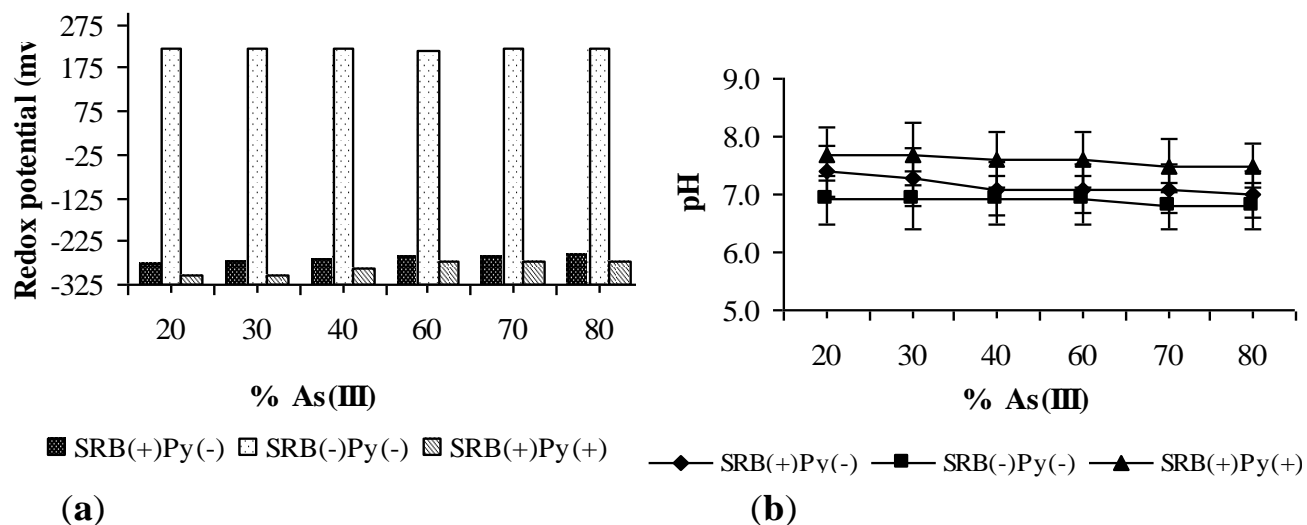 275
175
75
-25
-125
-225
-325
Redox potential (mv
20 30 40 60 70 80
% As(III)
SRB(+)Py(-) SRB(-)Py(-) SRB(+)Py(+)
(a)
9.0
8.0
7.0
6.0
5.0
pH
20 30 40 60 70 80
% As(III)
SRB(+)Py(-) SRB(-)Py(-) SRB(+)Py(+)
(b)